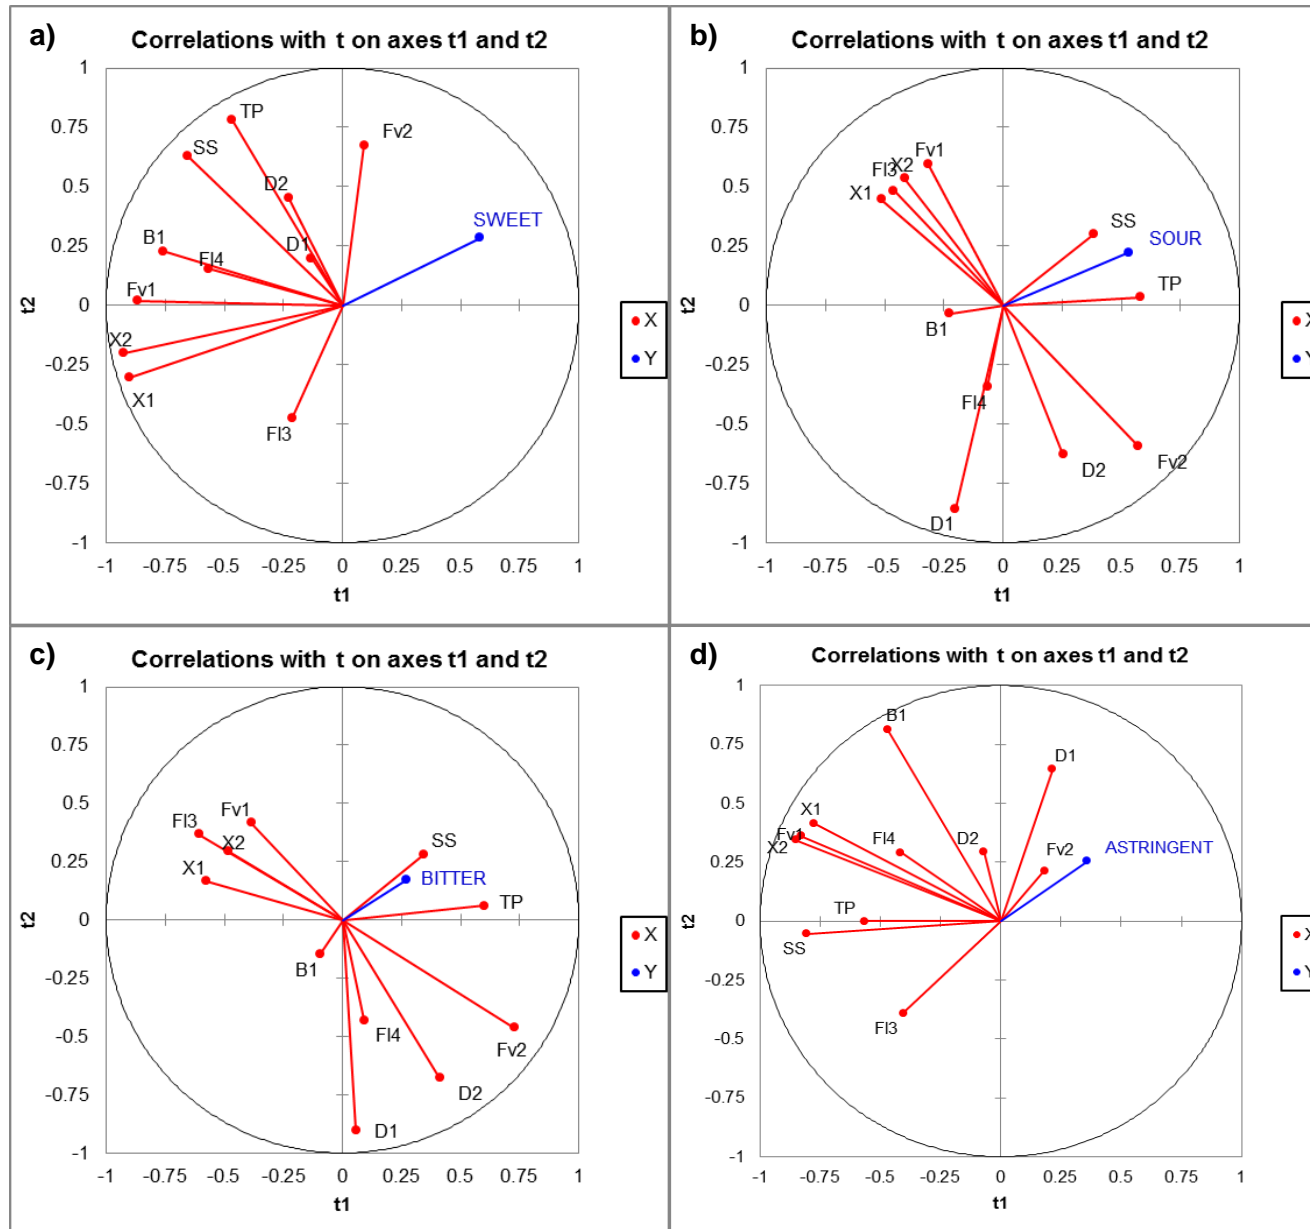 a)
Correlations with t on axes t1 and t2
1
0.75
0.5
0.25
0
-0.25
-0.5
-0.75
-1
t2
TP
SS
Fv2
D2
SWEET
B1
D1
Fl4
Fv1
X2
X1
Fl3
-1 -0.75 -0.5 -0.25 0 0.25 0.5 0.75 1
t1
X
Y
b)
Correlations with t on axes t1 and t2
1
0.75
0.5
0.25
0
-0.25
-0.5
-0.75
-1
t2
Fv1
X2
Fl3
X1
SS
SOUR
TP
B1
Fl4
D2
Fv2
D1
-1 -0.75 -0.5 -0.25 0 0.25 0.5 0.75 1
t1
X
Y
c)
Correlations with t on axes t1 and t2
1
0.75
0.5
0.25
0
-0.25
-0.5
-0.75
-1
t2
Fv1
Fl3
X2
SS
X1
BITTER
TP
B1
Fl4
Fv2
D2
D1
-1 -0.75 -0.5 -0.25 0 0.25 0.5 0.75 1
t1
X
Y
d)
Correlations with t on axes t1 and t2
1
0.75
0.5
0.25
0
-0.25
-0.5
-0.75
-1
t2
B1
D1
X1
Fv1
X2
Fl4
D2
Fv2
ASTRINGENT
TP
SS
Fl3
-1 -0.75 -0.5 -0.25 0 0.25 0.5 0.75 1
t1
X
Y